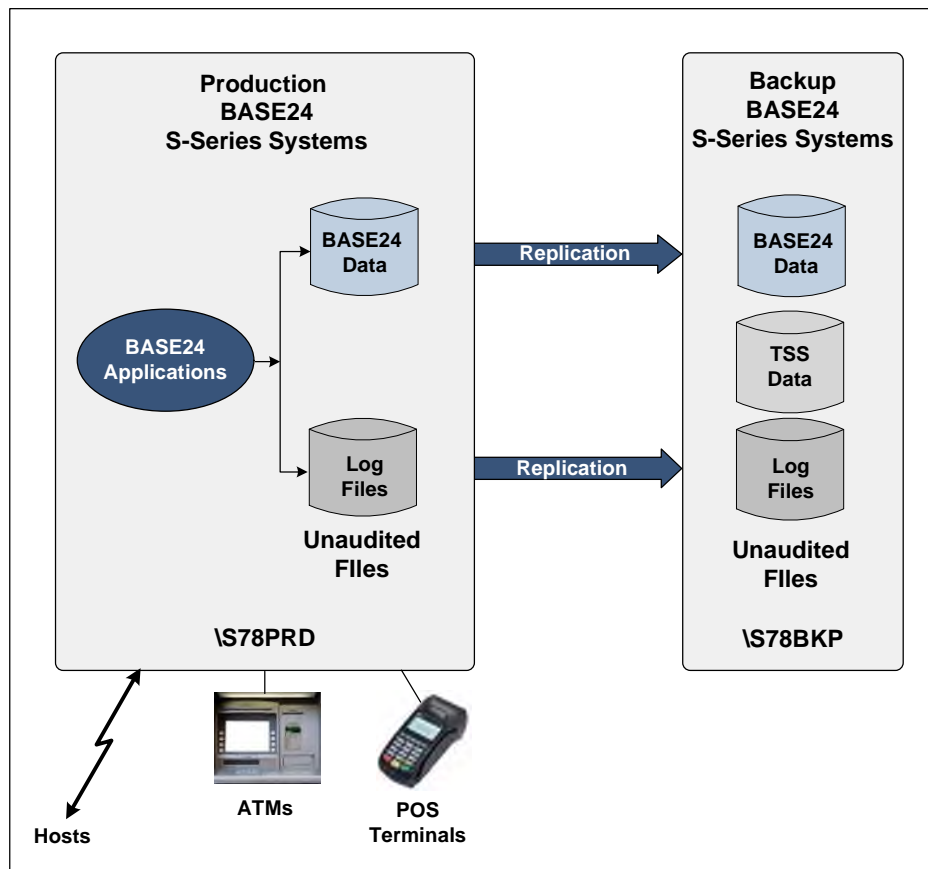 Production
BASE24
S-Series Systems
BASE24
Data
BASE24
Applications
Log
Files
Unaudited
FIles
\S78PRD
Replication
Replication
Backup
BASE24
S-Series Systems
BASE24
Data
TSS
Data
Log
Files
Unaudited
FIles
\S78BKP
Hosts
ATMs
POS
Terminals